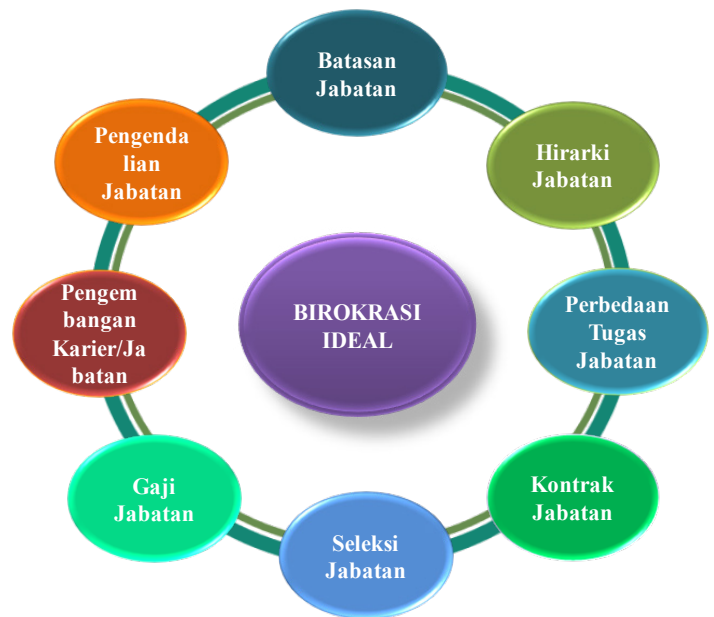 Batasan
Jabatan
Hirarki
Jabatan
Perbedaan
Tugas
Jabatan
Kontrak
Jabatan
Seleksi
Jabatan
Gaji
Jabatan
Pengem
bangan
Karier/Ja
batan
Pengenda
lian
Jabatan
BIROKRASI
IDEAL